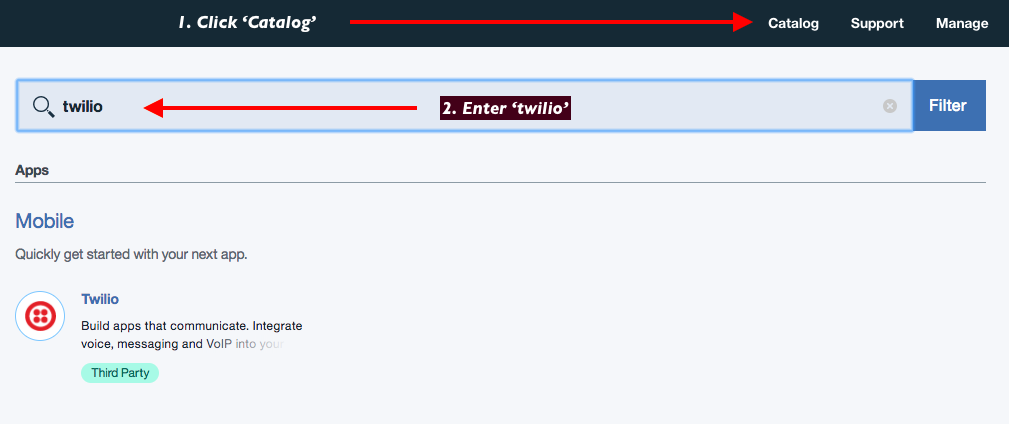 1. Click ‘Catalog’
Catalog Support Manage
twilio
2. Enter ‘twilio’
Filter
Apps
Mobile
Quickly get started with your next app.
Twilio
Build apps that communicate. Integrate
voice, messaging and VoIP into your
Third Party